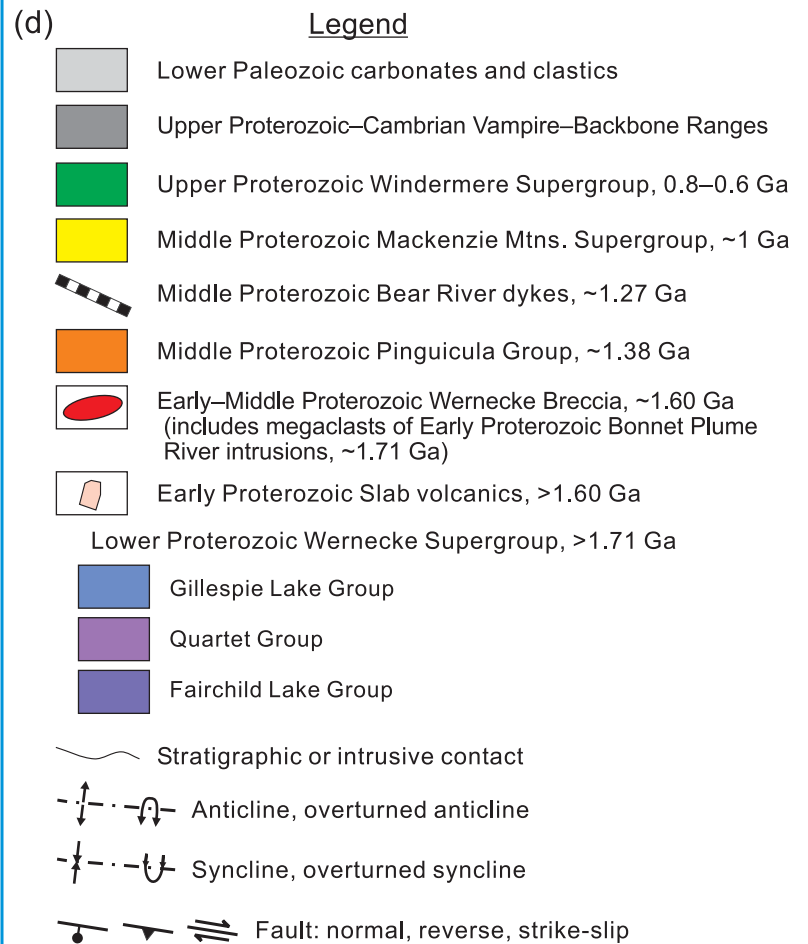 (d)
Legend
Lower Paleozoic carbonates and clastics
Upper Proterozoic–Cambrian Vampire–Backbone Ranges
Upper Proterozoic Windermere Supergroup, 0.8–0.6 Ga
Middle Proterozoic Mackenzie Mtns. Supergroup, ~1 Ga
Middle Proterozoic Bear River dykes, ~1.27 Ga
Middle Proterozoic Pinguicula Group, ~1.38 Ga
Early–Middle Proterozoic Wernecke Breccia, ~1.60 Ga
(includes megaclasts of Early Proterozoic Bonnet Plume
River intrusions, ~1.71 Ga)
Early Proterozoic Slab volcanics, >1.60 Ga
Lower Proterozoic Wernecke Supergroup, >1.71 Ga
Gillespie Lake Group
Quartet Group
Fairchild Lake Group
Stratigraphic or intrusive contact
Anticline, overturned anticline
Syncline, overturned syncline
Fault: normal, reverse, strike-slip